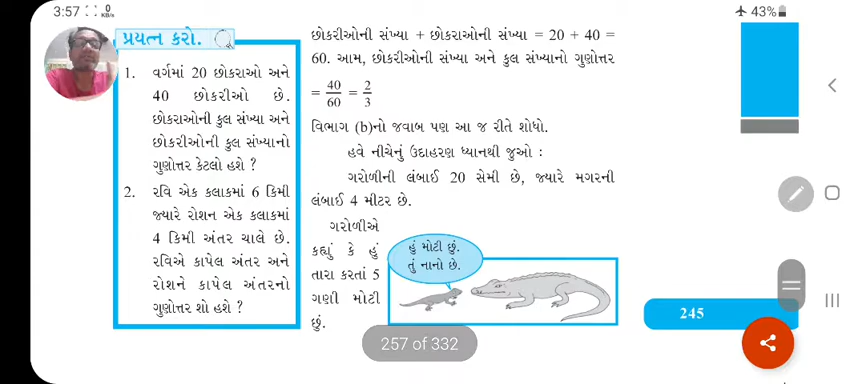 3:57
0
KB/s
43%
પ્રયત્ન કરો.
1. વર્ગમાં 20 છોકરાઓ અને
40 છોકરીઓ છે.
છોકરાઓની કુલ સંખ્યા અને
છોકરીઓની કુલ સંખ્યાનો
ગુણોત્તર કેટલો હશે ?
2. રવિ એક કલાકમાં 6 કિમી
જ્યારે રોશન એક કલાકમાં
4 કિમી અંતર ચાલે છે.
રવિએ કાપેલ અંતર અને
રોશને કાપેલ અંતરનો
ગુણોત્તર શો હશે ?
છોકરીઓની સંખ્યા + છોકરાઓની સંખ્યા = 20 + 40 =
60. આમ, છોકરીઓની સંખ્યા અને કુલ સંખ્યાનો ગુણોત્તર
= 40/60 = 2/3
વિભાગ (b)નો જવાબ પણ આ જ રીતે શોધો.
હવે નીચેનું ઉદાહરણ ધ્યાનથી જુઓ :
ગરોળીની લંબાઈ 20 સેમી છે, જ્યારે મગરની
લંબાઈ 4 મીટર છે.
ગરોળીએ
કહ્યું કે હું
તારા કરતાં 5
ગણી મોટી
છું.
હું મોટી છું.
તું નાનો છે.
245
257 of 332